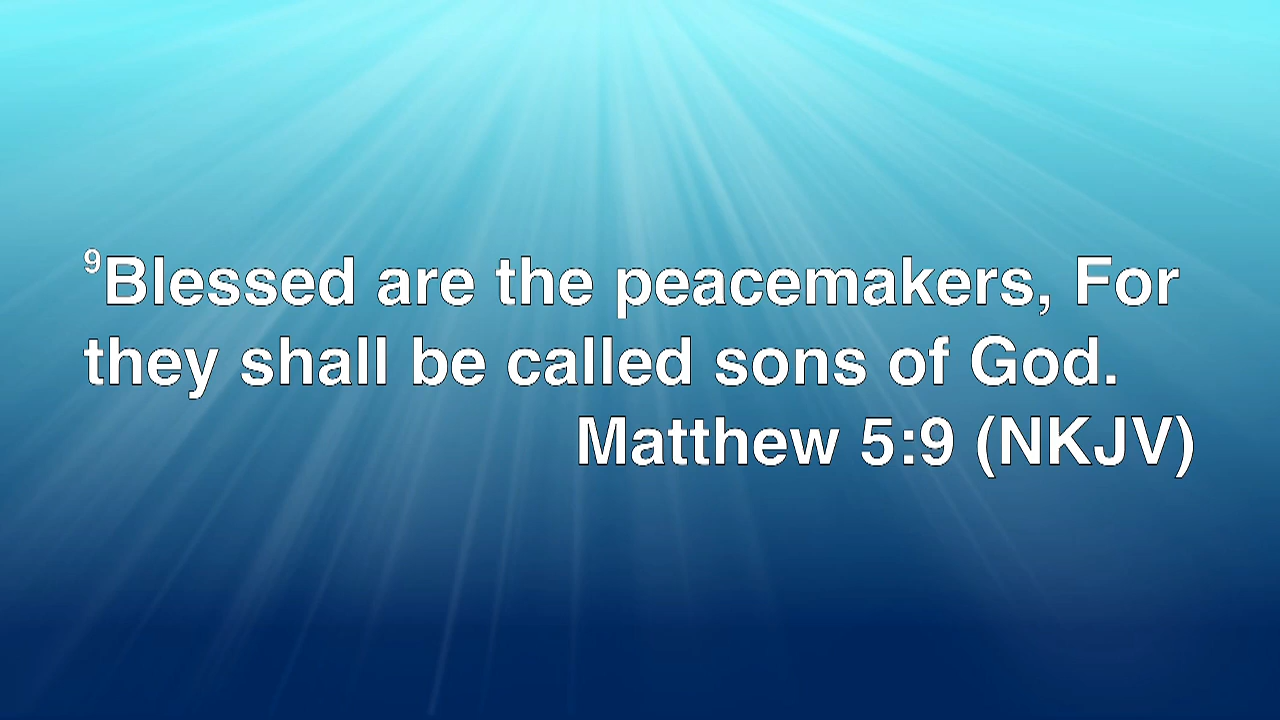 ⁹Blessed are the peacemakers, For
they shall be called sons of God.
Matthew 5:9 (NKJV)